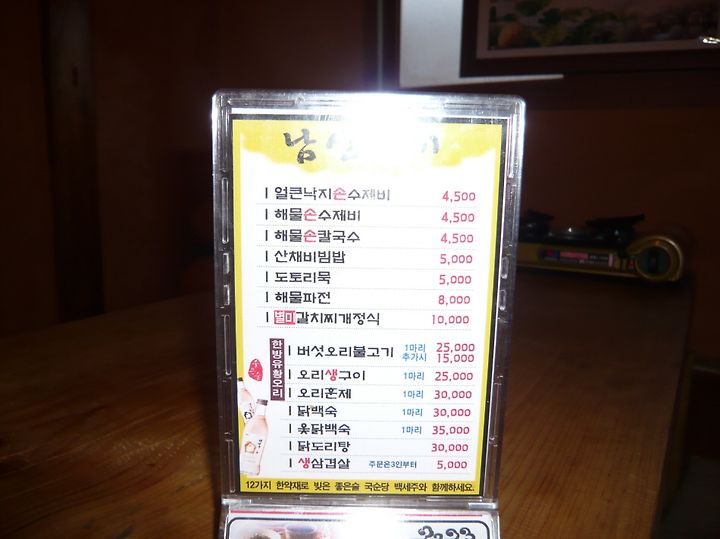 얼큰낙지손수제비 4,500
해물손수제비 4,500
해물손칼국수 4,500
산채비빔밥 5,000
도토리묵 5,000
해물파전 8,000
별미 갈치찌개정식 10,000
한방유황오리
버섯오리불고기 1마리 25,000
추가시 15,000
오리생구이 1마리 25,000
오리훈제 1마리 30,000
닭백숙 1마리 30,000
옻닭백숙 1마리 35,000
닭도리탕 30,000
생삼겹살 주문은3인부터 5,000
12가지 한약재로 빚은 좋은술 국순당 백세주와 함께하세요.